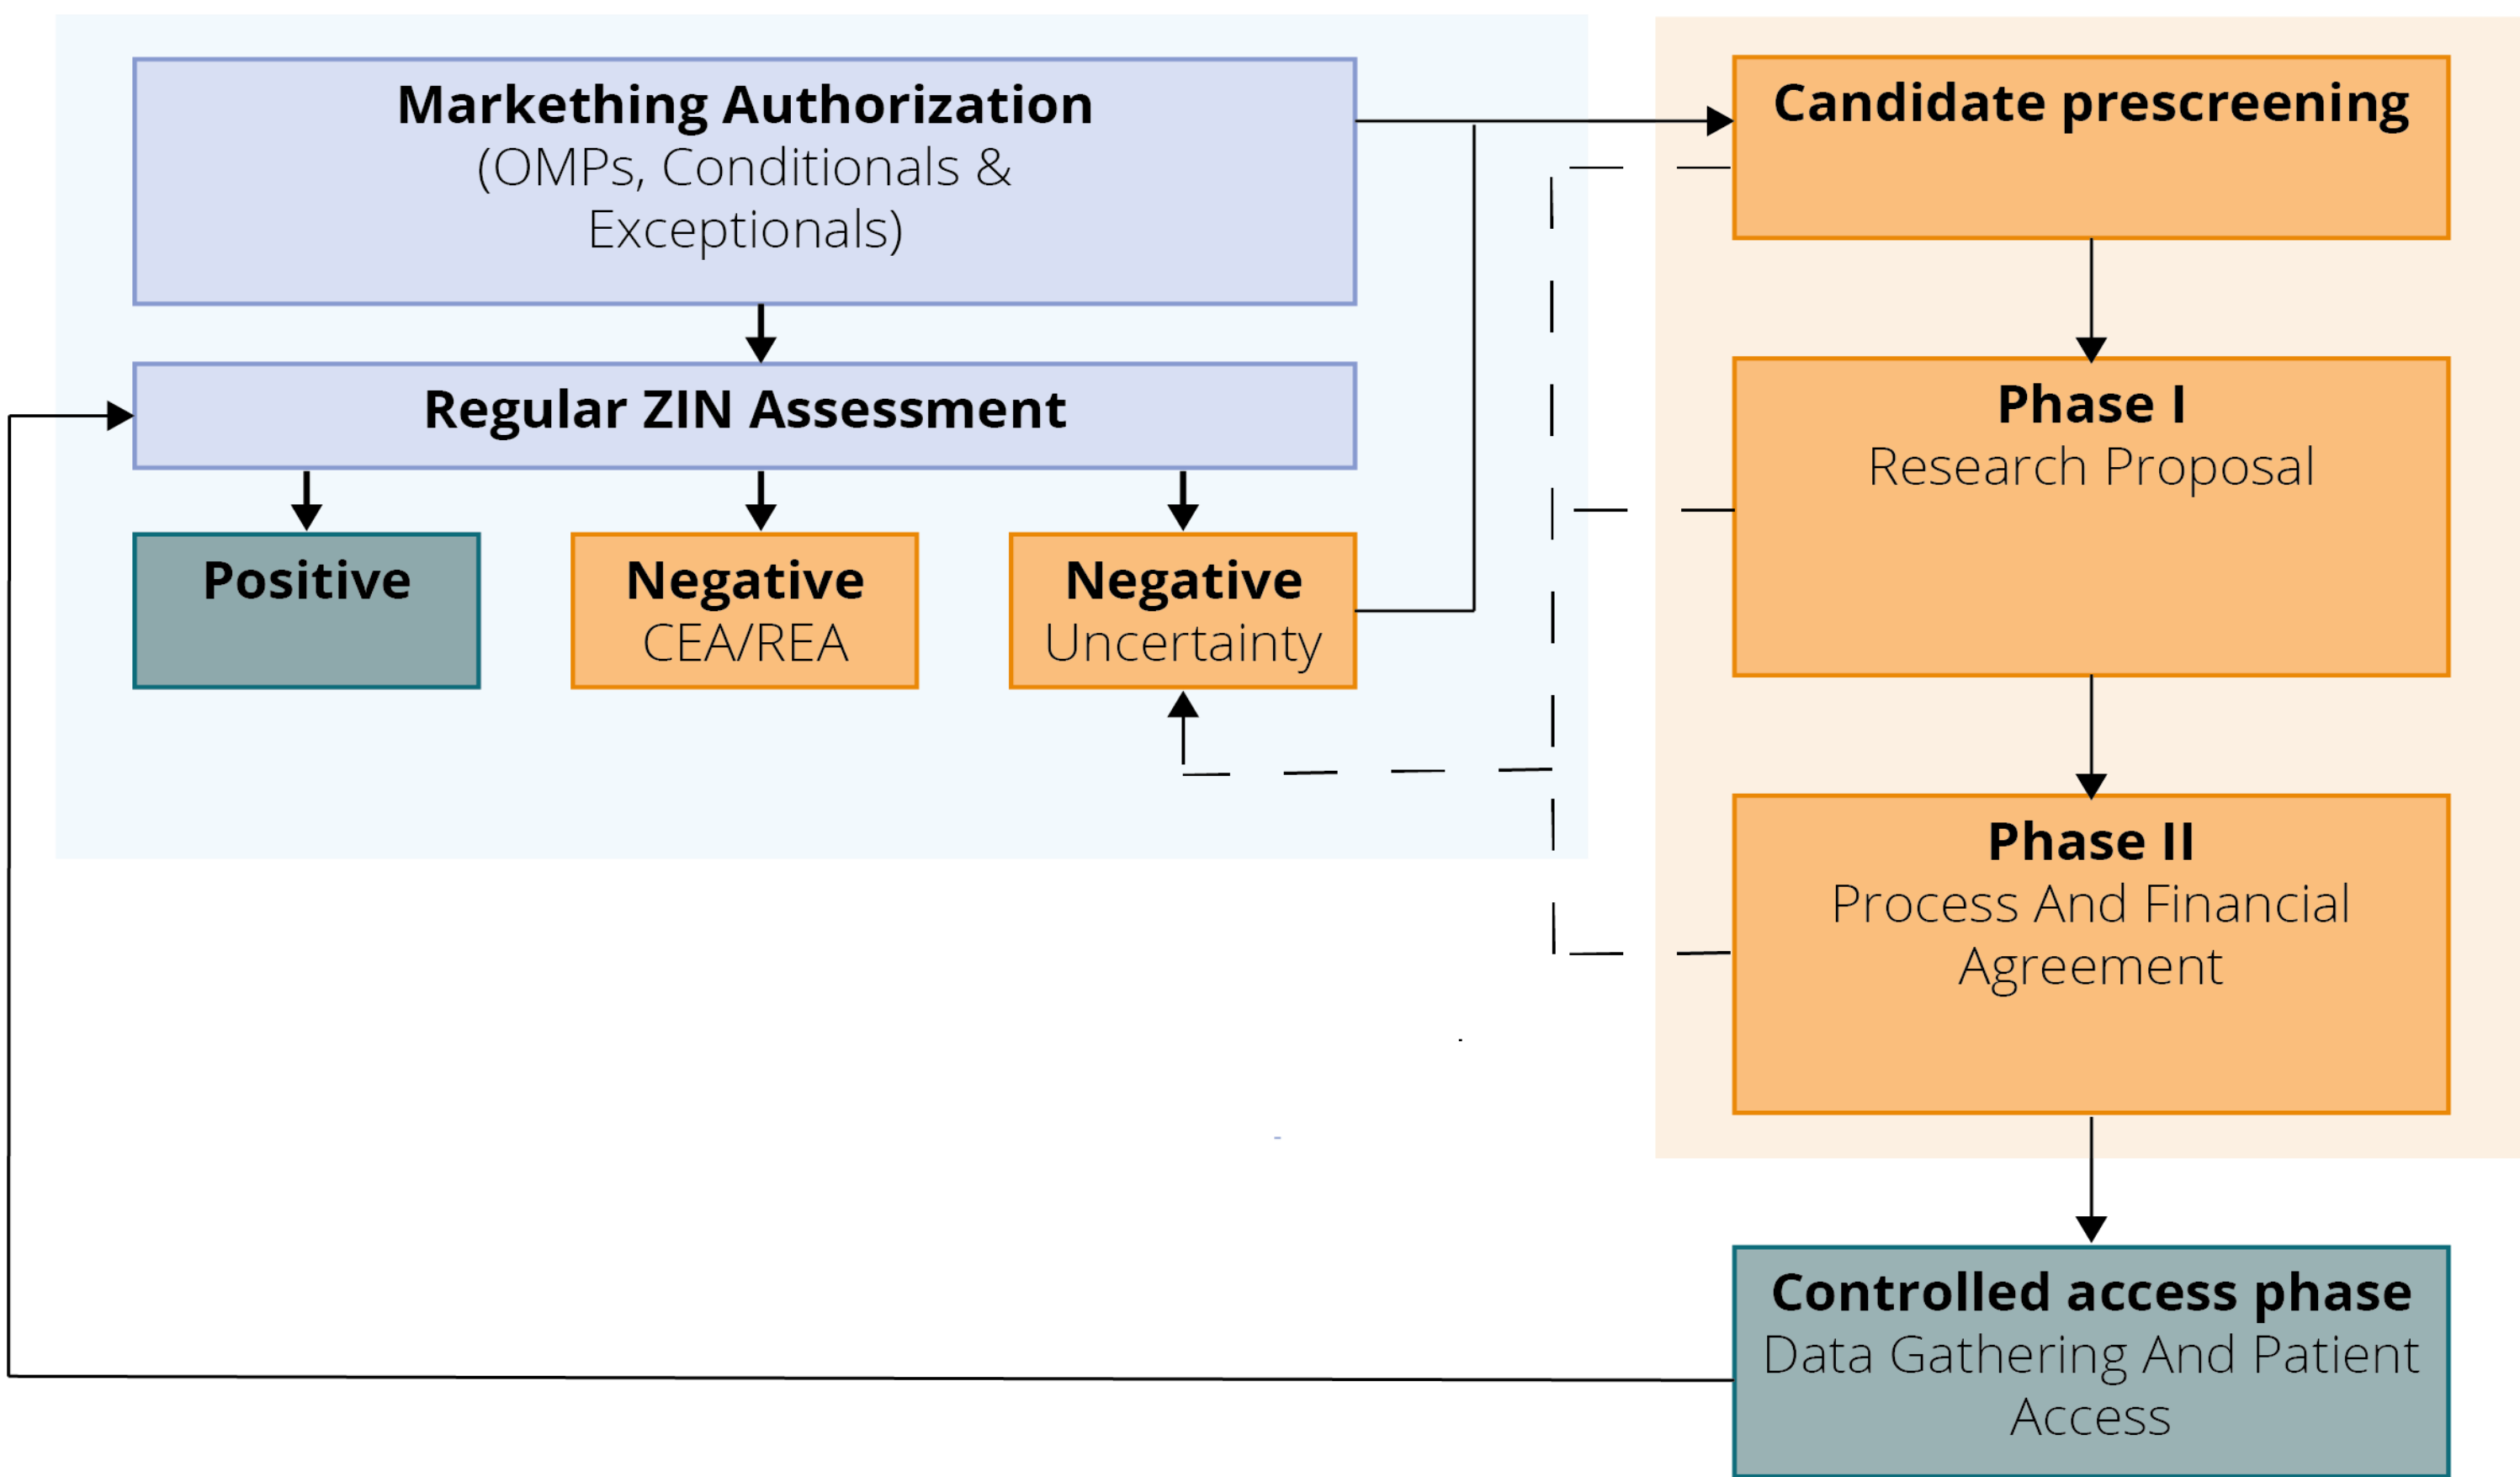 Markething Authorization
(OMPs, Conditionals &
Exceptionals)
Regular ZIN Assessment
Positive
Negative
CEA/REA
Negative
Uncertainty
Candidate prescreening
Phase I
Research Proposal
Phase II
Process And Financial
Agreement
Controlled access phase
Data Gathering And Patient
Access